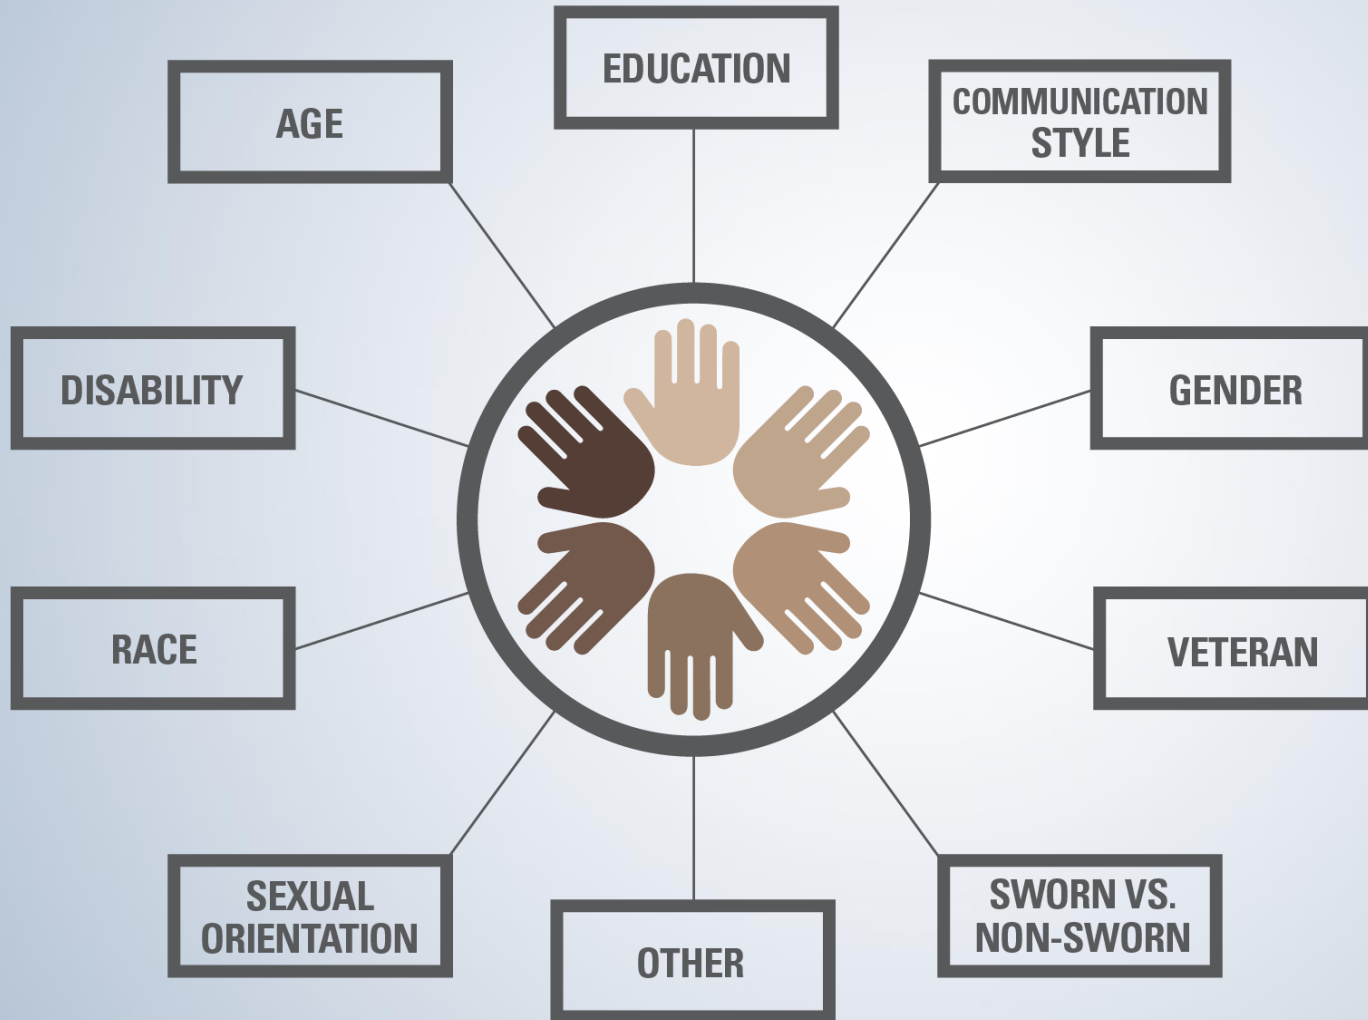 EDUCATION
AGE
COMMUNICATION
STYLE
DISABILITY
GENDER
RACE
VETERAN
SEXUAL
ORIENTATION
SWORN VS.
NON-SWORN
OTHER